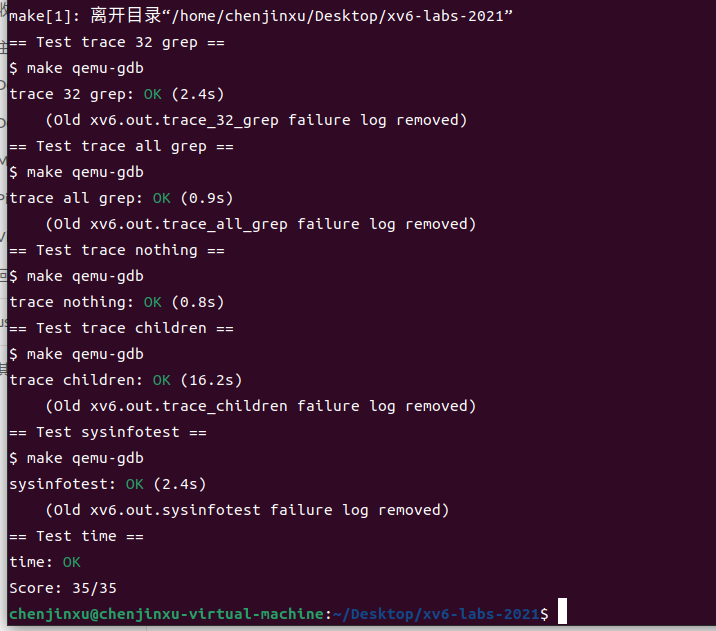 make[1]: 离开目录“/home/chenjinxu/Desktop/xv6-labs-2021”
== Test trace 32 grep ==
$ make qemu-gdb
trace 32 grep: OK (2.4s)
    (Old xv6.out.trace_32_grep failure log removed)
== Test trace all grep ==
$ make qemu-gdb
trace all grep: OK (0.9s)
    (Old xv6.out.trace_all_grep failure log removed)
== Test trace nothing ==
$ make qemu-gdb
trace nothing: OK (0.8s)
== Test trace children ==
$ make qemu-gdb
trace children: OK (16.2s)
    (Old xv6.out.trace_children failure log removed)
== Test sysinfotest ==
$ make qemu-gdb
sysinfotest: OK (2.4s)
    (Old xv6.out.sysinfotest failure log removed)
== Test time ==
time: OK
Score: 35/35
chenjinxu@chenjinxu-virtual-machine:~/Desktop/xv6-labs-2021$